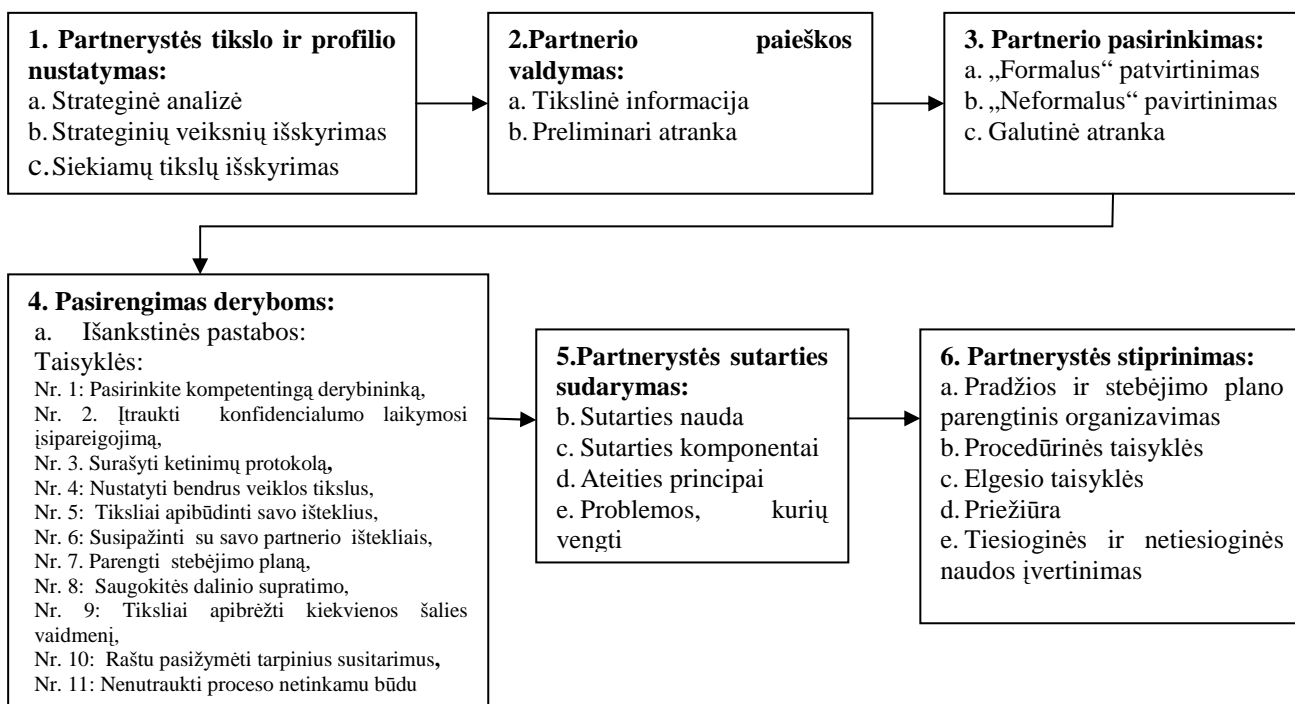 1. Partnerystės tikslo ir profilio
nustatymas:
a. Strateginė analizė
b. Strateginių veiksnių išskyrimas
c. Siekiamų tikslų išskyrimas
2.Partnerio paieškos
valdymas:
a. Tikslinė informacija
b. Preliminari atranka
3. Partnerio pasirinkimas:
a. „Formalus“ patvirtinimas
b. „Neformalus“ pavirtinimas
c. Galutinė atranka
4. Pasirengimas deryboms:
a. Išankstinės pastabos:
Taisyklės:
Nr. 1: Pasirinkite kompetentingą derybininką,
Nr. 2. Įtraukti konfidencialumo laikymosi
įsipareigojimą,
Nr. 3. Surašyti ketinimų protokolą,
Nr. 4: Nustatyti bendrus veiklos tikslus,
Nr. 5: Tiksliai apibūdinti savo išteklius,
Nr. 6: Susipažinti su savo partnerio ištekliais,
Nr. 7. Parengti stebėjimo planą,
Nr. 8: Saugokitės dalinio supratimo,
Nr. 9: Tiksliai apibrėžti kiekvienos šalies
vaidmenį,
Nr. 10: Raštu pasižymėti tarpinius susitarimus,
Nr. 11: Nenutraukti proceso netinkamu būdu
5.Partnerystės sutarties
sudarymas:
b. Sutarties nauda
c. Sutarties komponentai
d. Ateities principai
e. Problemos, kurių
vengti
6. Partnerystės stiprinimas:
a. Pradžios ir stebėjimo plano
parengtinis organizavimas
b. Procedūrinės taisyklės
c. Elgesio taisyklės
d. Priežiūra
e. Tiesioginės ir netiesioginės
naudos įvertinimas